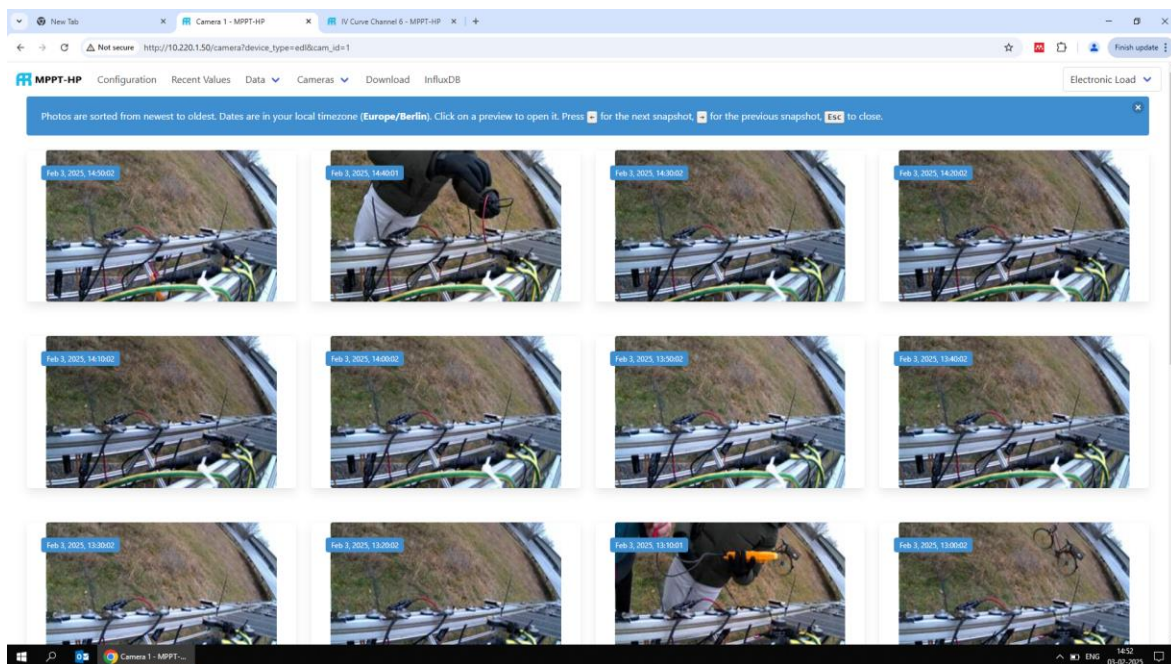 New Tab
Camera 1 - MPPT-HP
IV Curve Channel 6 - MPPT-HP
Not secure http://10.220.1.50/camera?device_type=edl&cam_id=1
Finish update
MPPT-HP Configuration Recent Values Data Cameras Download InfluxDB Electronic Load
Photos are sorted from newest to oldest. Dates are in your local timezone (Europe/Berlin). Click on a preview to open it. Press ← for the next snapshot, → for the previous snapshot, Esc to close.
Feb 3, 2025, 14:50:02
Feb 3, 2025, 14:40:01
Feb 3, 2025, 14:30:02
Feb 3, 2025, 14:20:02
Feb 3, 2025, 14:10:02
Feb 3, 2025, 14:00:02
Feb 3, 2025, 13:50:02
Feb 3, 2025, 13:40:02
Feb 3, 2025, 13:30:02
Feb 3, 2025, 13:20:02
Feb 3, 2025, 13:10:01
Feb 3, 2025, 13:00:02
Camera 1 - MPPT-...
ENG
14:52
03-02-2025